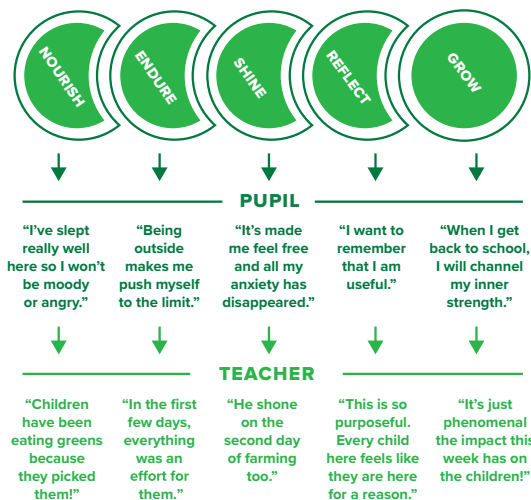 NOURISH
ENDURE
SHINE
REFLECT
GROW
PUPIL
“I’ve slept
really well
here so I won’t
be moody
or angry.”
“Being
outside
makes me
push myself
to the limit.”
“It’s made
me feel free
and all my
anxiety has
disappeared.”
“I want to
remember
that I am
useful.”
“When I get
back to school,
I will channel
my inner
strength.”
TEACHER
“Children
have been
eating greens
because
they picked
them!”
“In the first
few days,
everything
was an
effort for
them.”
“He shone
on the
second day
of farming
too.”
“This is so
purposeful.
Every child
here feels like
they are here
for a reason.”
“It’s just
phenomenal
the impact this
week has on
the children!”